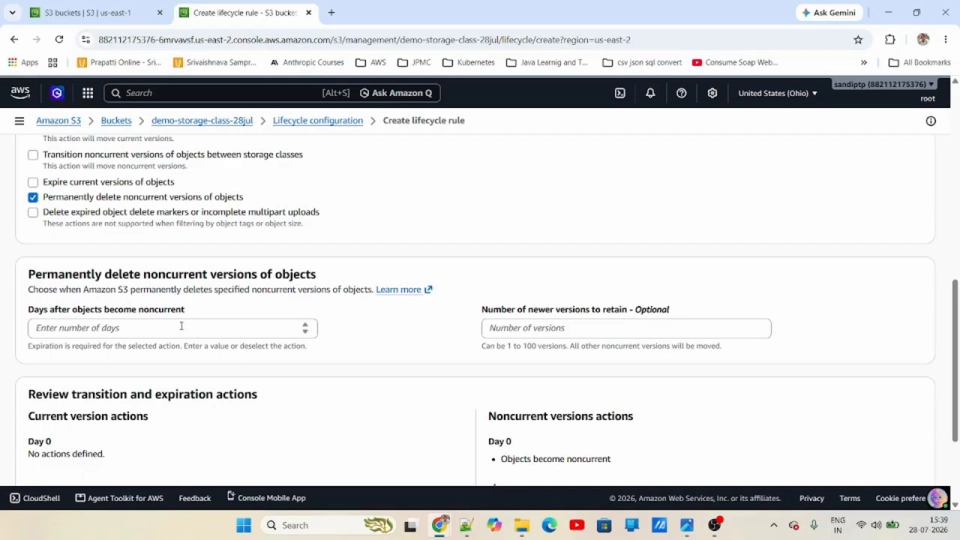 S3 buckets | S3 | us-east-1
Create lifecycle rule - S3 bucke
Ask Gemini
882112175376-6mrvavsf.us-east-2.console.aws.amazon.com/s3/management/demo-storage-class-28jul/lifecycle/create?region=us-east-2
Apps
Prapatti Online - Sri...
Srivaishnava Sampr...
Anthropic Courses
AWS
JPMC
Kubernetes
Java Learnig and T...
csv json sql convert
Consume Soap Web...
All Bookmarks
aws
Search
[Alt+S]
Ask Amazon Q
United States (Ohio)
sandiptp (882112175376)
root
Amazon S3
Buckets
demo-storage-class-28jul
Lifecycle configuration
Create lifecycle rule
This action will move current versions.
Transition noncurrent versions of objects between storage classes
This action will move noncurrent versions.
Expire current versions of objects
Permanently delete noncurrent versions of objects
Delete expired object delete markers or incomplete multipart uploads
These actions are not supported when filtering by object tags or object size.
Permanently delete noncurrent versions of objects
Choose when Amazon S3 permanently deletes specified noncurrent versions of objects. Learn more
Days after objects become noncurrent
Enter number of days
Expiration is required for the selected action. Enter a value or deselect the action.
Number of newer versions to retain - Optional
Number of versions
Can be 1 to 100 versions. All other noncurrent versions will be moved.
Review transition and expiration actions
Current version actions
Day 0
No actions defined.
Noncurrent versions actions
Day 0
• Objects become noncurrent
CloudShell
Agent Toolkit for AWS
Feedback
Console Mobile App
© 2026, Amazon Web Services, Inc. or its affiliates.
Privacy
Terms
Cookie prefere
Search
ENG
IN
15:39
28-07-2026